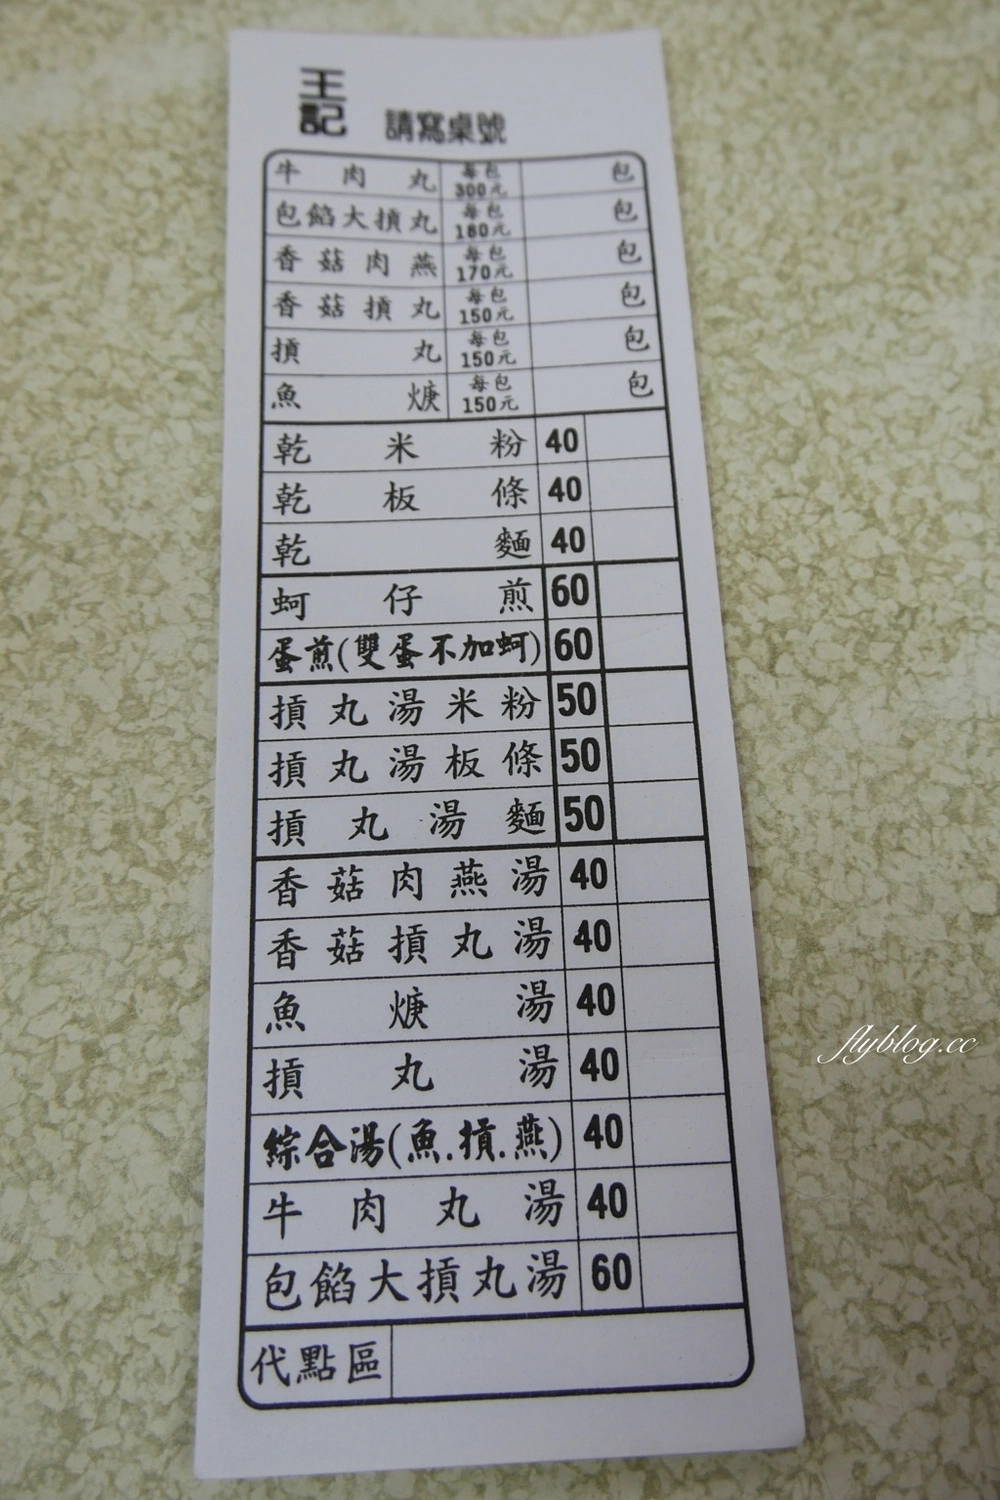 王記
請寫桌號
牛肉丸 每包300元 包
包餡大摃丸 每包180元 包
香菇肉燕 每包170元 包
香菇摃丸 每包150元 包
摃丸 每包150元 包
魚焿 每包150元 包
乾米粉 40
乾板條 40
乾麵 40
蚵仔煎 60
蛋煎(雙蛋不加蚵) 60
摃丸湯米粉 50
摃丸湯板條 50
摃丸湯麵 50
香菇肉燕湯 40
香菇摃丸湯 40
魚焿湯 40
摃丸湯 40
綜合湯(魚.摃.燕) 40
牛肉丸湯 40
包餡大摃丸湯 60
代點區
flyblog.cc